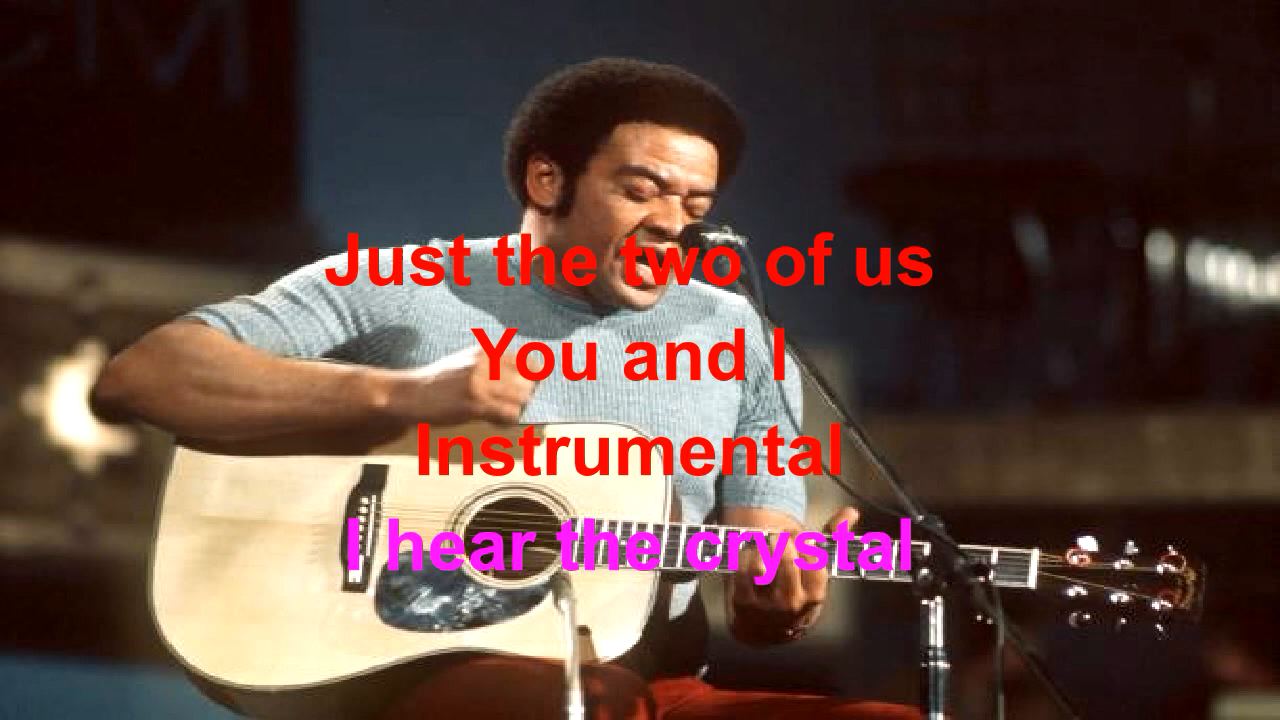 Just the two of us
You and I
Instrumental
I hear the crystal